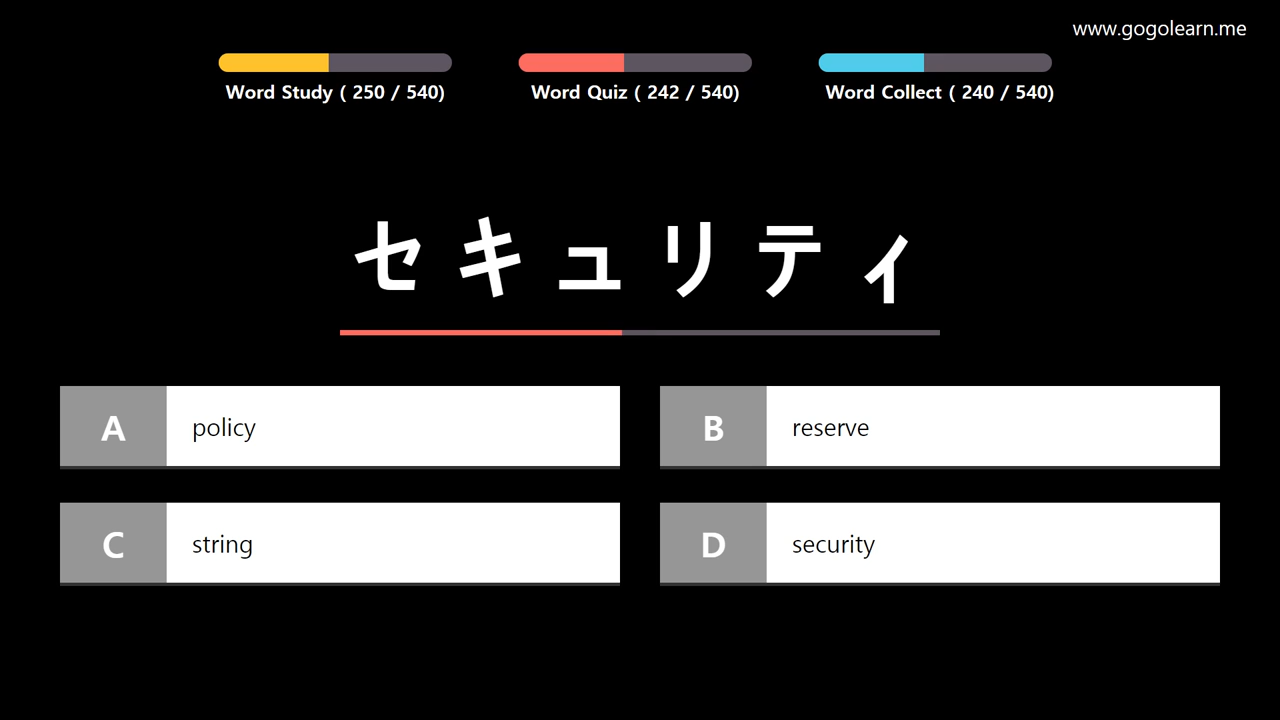 www.gogolearn.me
Word Study ( 250 / 540)
Word Quiz ( 242 / 540)
Word Collect ( 240 / 540)
セキュリティ
A policy
B reserve
C string
D security